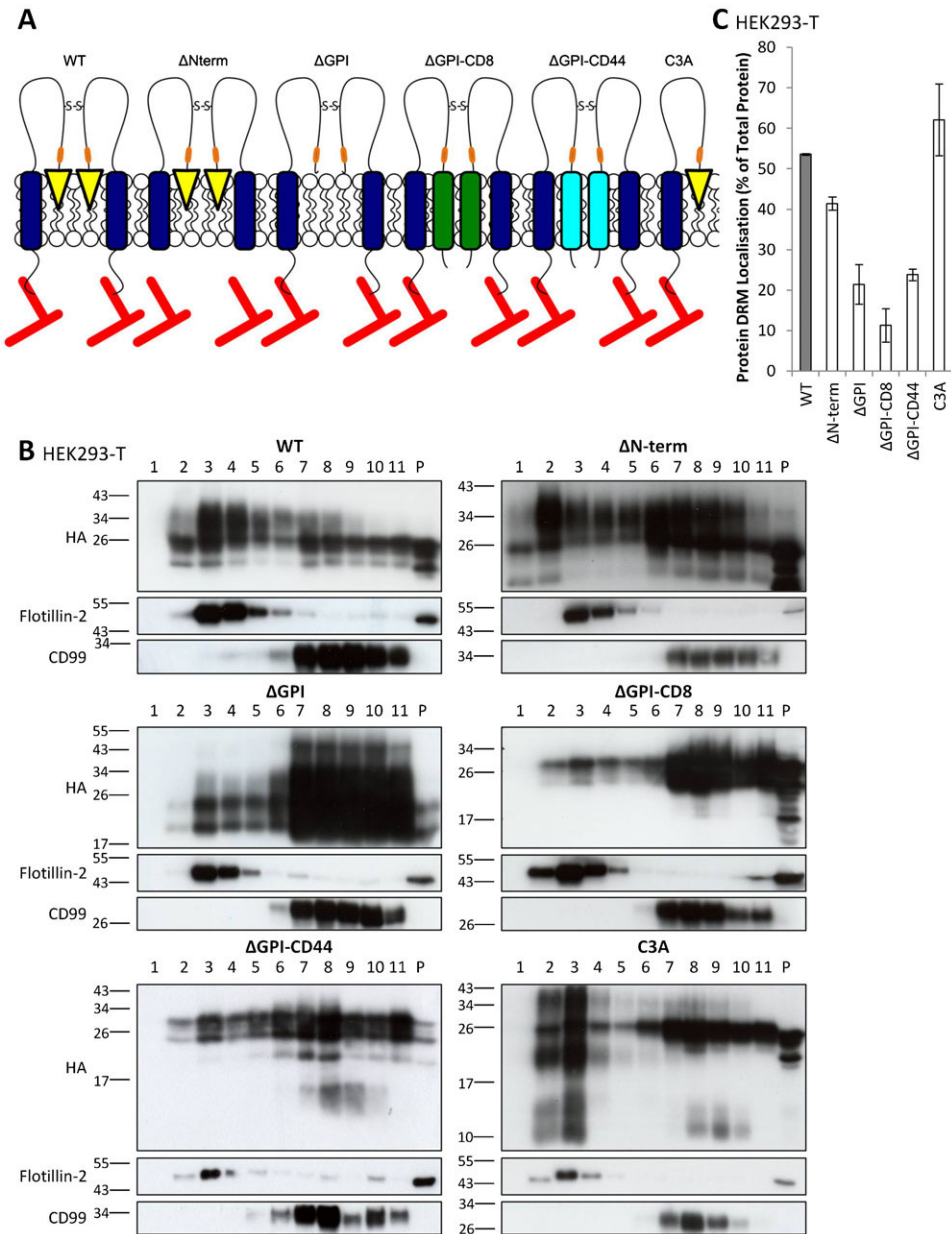 A
WT ΔNterm ΔGPI ΔGPI-CD8 ΔGPI-CD44 C3A
-S-S- -S-S- -S-S- -S-S- -S-S-
C HEK293-T
Protein DRM Localisation (% of Total Protein)
80
70
60
50
40
30
20
10
0
WT
ΔN-term
ΔGPI
ΔGPI-CD8
ΔGPI-CD44
C3A
B HEK293-T
WT
1 2 3 4 5 6 7 8 9 10 11 P
HA
43
34
26
Flotillin-2
55
43
CD99
34
ΔN-term
1 2 3 4 5 6 7 8 9 10 11 P
43
34
26
55
43
34
ΔGPI
1 2 3 4 5 6 7 8 9 10 11 P
HA
55
43
34
26
17
Flotillin-2
55
43
CD99
26
ΔGPI-CD8
1 2 3 4 5 6 7 8 9 10 11 P
34
26
17
55
43
26
ΔGPI-CD44
1 2 3 4 5 6 7 8 9 10 11 P
HA
43
34
26
17
Flotillin-2
55
43
CD99
34
C3A
1 2 3 4 5 6 7 8 9 10 11 P
43
34
26
17
10
55
43
34
26